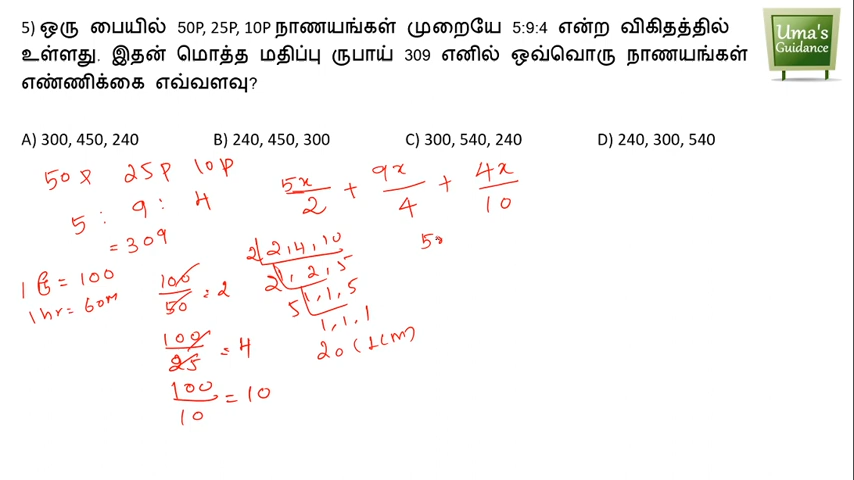 5) ஒரு பையில் 50P, 25P, 10P நாணயங்கள் முறையே 5:9:4 என்ற விகிதத்தில்
உள்ளது. இதன் மொத்த மதிப்பு ருபாய் 309 எனில் ஒவ்வொரு நாணயங்கள்
எண்ணிக்கை எவ்வளவு?
Uma's
Guidance
A) 300, 450, 240 B) 240, 450, 300 C) 300, 540, 240 D) 240, 300, 540
50 P 25P 10P
5 : 9 : 4
= 309
5x/2 + 9x/4 + 4x/10
1 ரூ = 100
1 hr = 60m
100/50 = 2
100/25 = 4
100/10 = 10
2 | 2, 4, 10
2 | 1, 2, 5
5 | 1, 1, 5
1, 1, 1
20 (LCM)